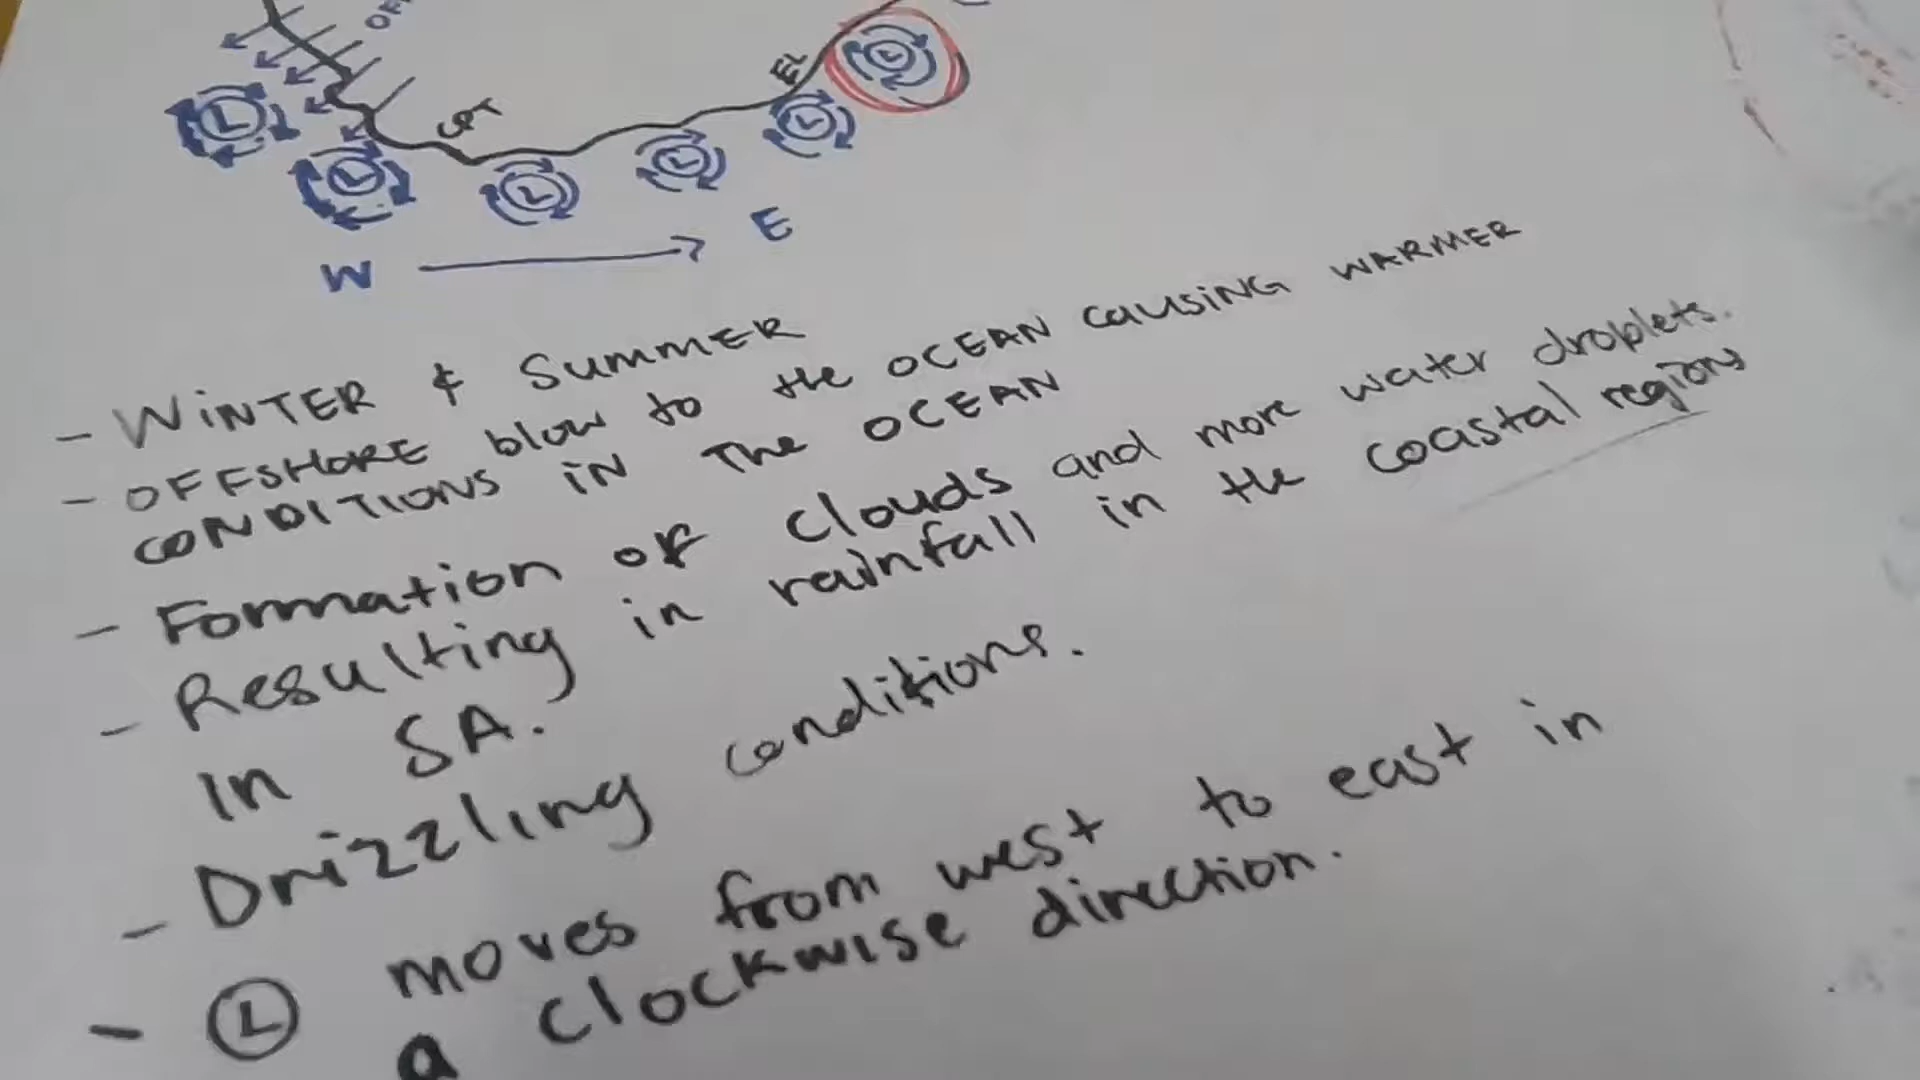 OF
L
L
CPT
L
L
EL
L
L
W → E
- WINTER & SUMMER
- OFFSHORE blow to the OCEAN causing WARMER
CONDITIONS IN The OCEAN
- Formation of clouds and more water droplets.
- Resulting in rainfall in the coastal regions
In SA.
- Drizzling conditions.
- L moves from west to east in
a clockwise direction.